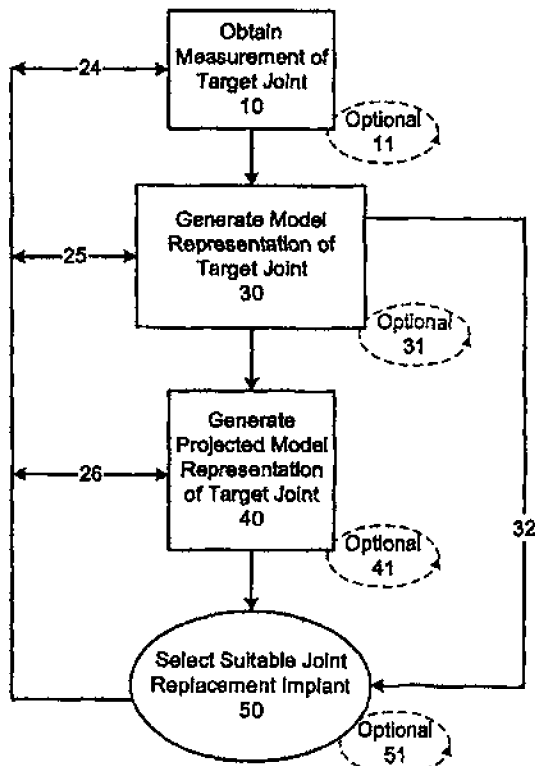 Obtain
Measurement of
Target Joint
10
24
Optional
11
Generate Model
Representation of
Target Joint
30
25
Optional
31
Generate
Projected Model
Representation
of Target Joint
40
26
32
Optional
41
Select Suitable Joint
Replacement Implant
50
Optional
51